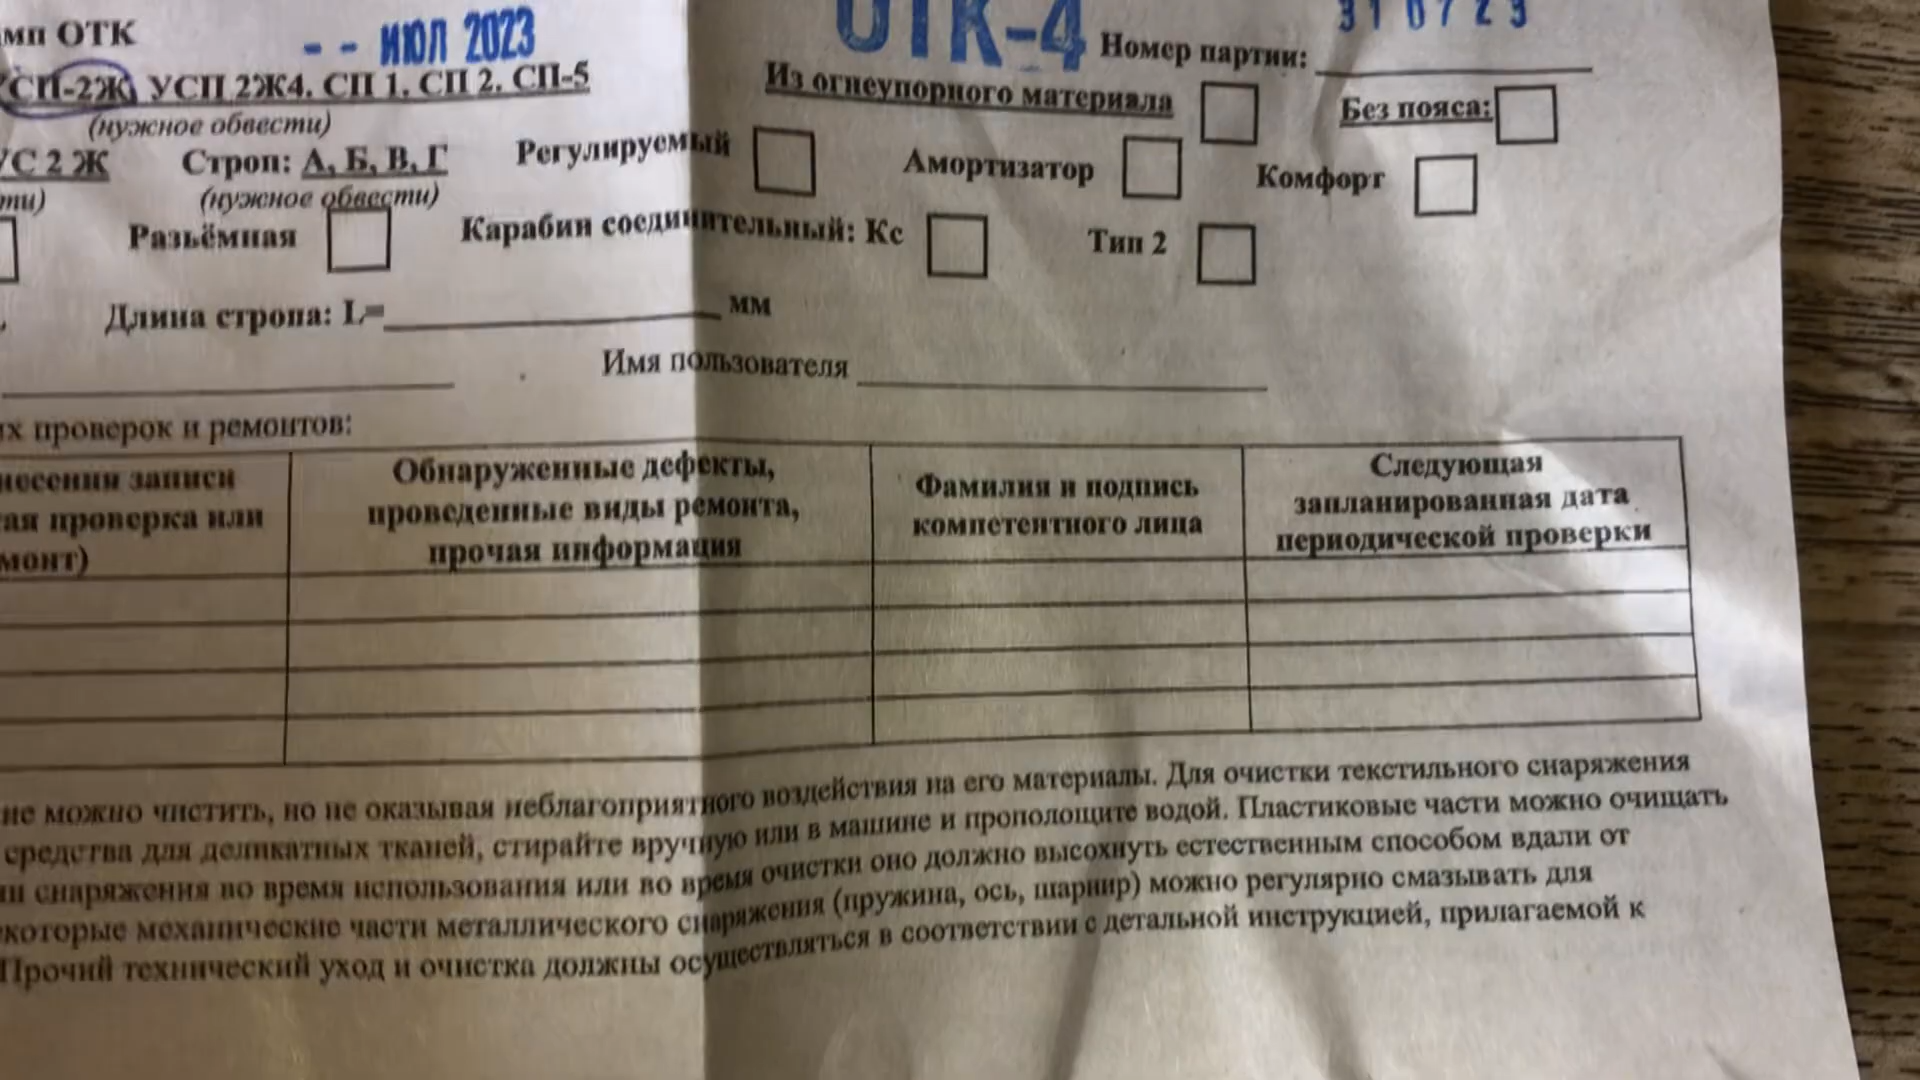 мп ОТК -- ИЮЛ 2023 ОТК-4 Номер партии: 310723
СП-2Ж, УСП 2Ж4. СП 1. СП 2. СП-5 Из огнеупорного материала Без пояса:
(нужное обвести)
УС 2 Ж Строп: А, Б, В, Г Регулируемый Амортизатор Комфорт
ти) (нужное обвести)
Разьёмная Карабин соединительный: Кс Тип 2
Длина стропа: L= мм
Имя пользователя
х проверок и ремонтов:
несения записи
ая проверка или
монт)
Обнаруженные дефекты,
проведенные виды ремонта,
прочая информация
Фамилия и подпись
компетентного лица
Следующая
запланированная дата
периодической проверки
ие можно чистить, но не оказывая неблагоприятного воздействия на его материалы. Для очистки текстильного снаряжения
средства для деликатных тканей, стирайте вручную или в машине и прополощите водой. Пластиковые части можно очищать
ии снаряжения во время использования или во время очистки оно должно высохнуть естественным способом вдали от
которые механические части металлического снаряжения (пружина, ось, шарнир) можно регулярно смазывать для
Прочий технический уход и очистка должны осуществляться в соответствии с детальной инструкцией, прилагаемой к